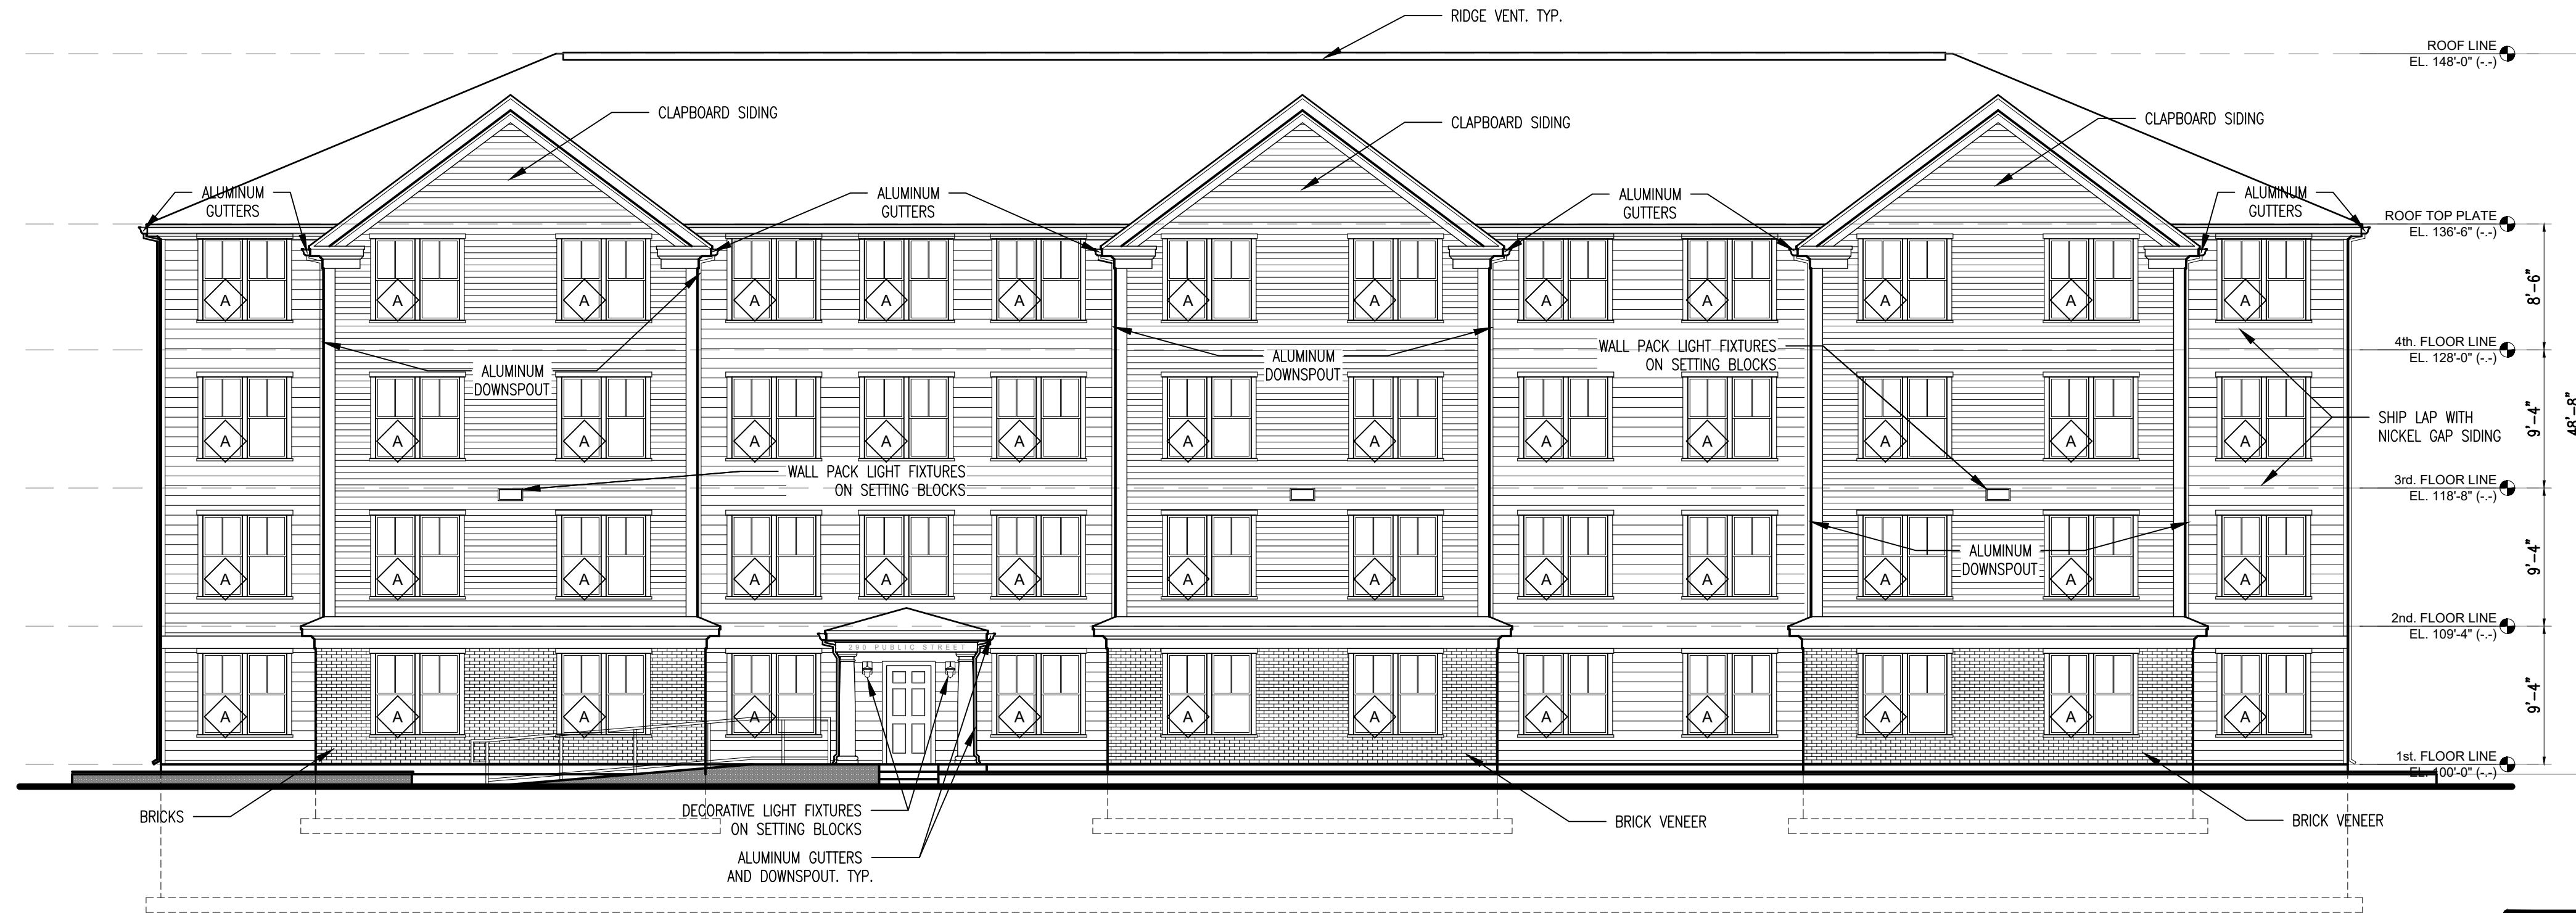 RIDGE VENT. TYP.
ROOF LINE
EL. 148'-0" (-.-)
CLAPBOARD SIDING
CLAPBOARD SIDING
CLAPBOARD SIDING
ALUMINUM
GUTTERS
ALUMINUM
GUTTERS
ALUMINUM
GUTTERS
ALUMINUM
GUTTERS
ROOF TOP PLATE
EL. 136'-6" (-.-)
A A A A A A A A A A A A A
8'-6"
ALUMINUM
DOWNSPOUT
ALUMINUM
DOWNSPOUT
WALL PACK LIGHT FIXTURES
ON SETTING BLOCKS
4th. FLOOR LINE
EL. 128'-0" (-.-)
A A A A A A A A A A A A A
9'-4"
48'-8"
SHIP LAP WITH
NICKEL GAP SIDING
WALL PACK LIGHT FIXTURES
ON SETTING BLOCKS
3rd. FLOOR LINE
EL. 118'-8" (-.-)
A A A A A A A A A A A A A
9'-4"
ALUMINUM
DOWNSPOUT
2nd. FLOOR LINE
EL. 109'-4" (-.-)
290 PUBLIC STREET
A A A A A A A A A A A A
9'-4"
1st. FLOOR LINE
EL. 100'-0" (-.-)
BRICKS
DECORATIVE LIGHT FIXTURES
ON SETTING BLOCKS
BRICK VENEER
BRICK VENEER
ALUMINUM GUTTERS
AND DOWNSPOUT. TYP.